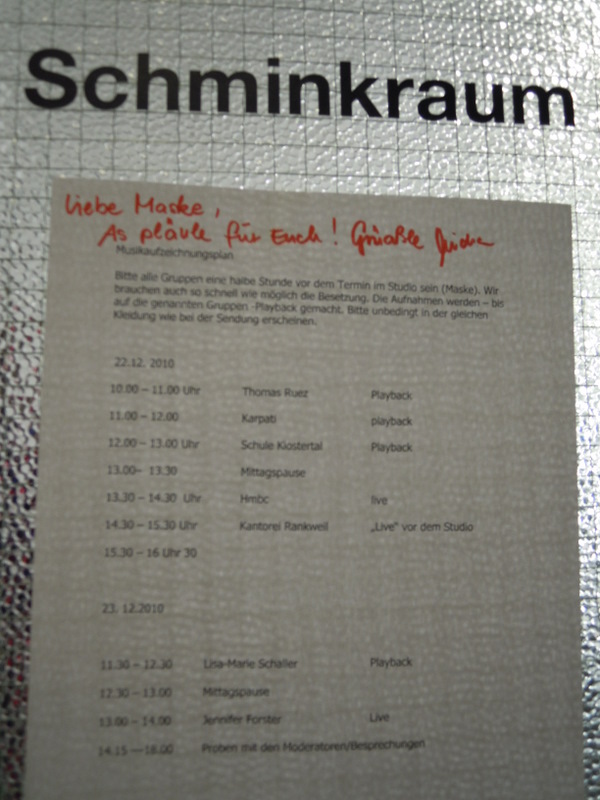 Schminkraum
Liebe Maske,
As pläule für Euch! Grüaßle
Musikaufzeichnungsplan
Bitte alle Gruppen eine halbe Stunde vor dem Termin im Studio sein (Maske). Wir
brauchen auch so schnell wie möglich die Besetzung. Die Aufnahmen werden – bis
auf die genannten Gruppen -Playback gemacht. Bitte unbedingt in der gleichen
Kleidung wie bei der Sendung erscheinen.
22.12. 2010
10.00 – 11.00 Uhr Thomas Ruez Playback
11.00 – 12.00 Karpati playback
12.00 – 13.00 Uhr Schule Klostertal Playback
13.00– 13.30 Mittagspause
13.30 – 14.30 Uhr Hmbc live
14.30 – 15.30 Uhr Kantorei Rankweil „Live" vor dem Studio
15.30 – 16 Uhr 30
23. 12.2010
11.30 – 12.30 Lisa-Marie Schaller Playback
12.30 – 13.00 Mittagspause
13.00 – 14.00 Jennifer Forster Live
14.15 —18.00 Proben mit den Moderatoren/Besprechungen